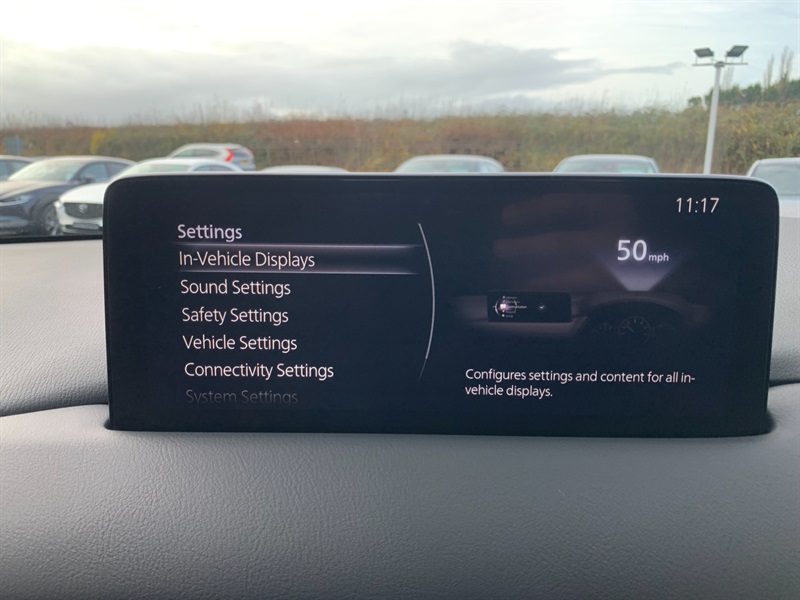 11:17
Settings
In-Vehicle Displays
Sound Settings
Safety Settings
Vehicle Settings
Connectivity Settings
System Settings
50 mph
Configures settings and content for all in-
vehicle displays.